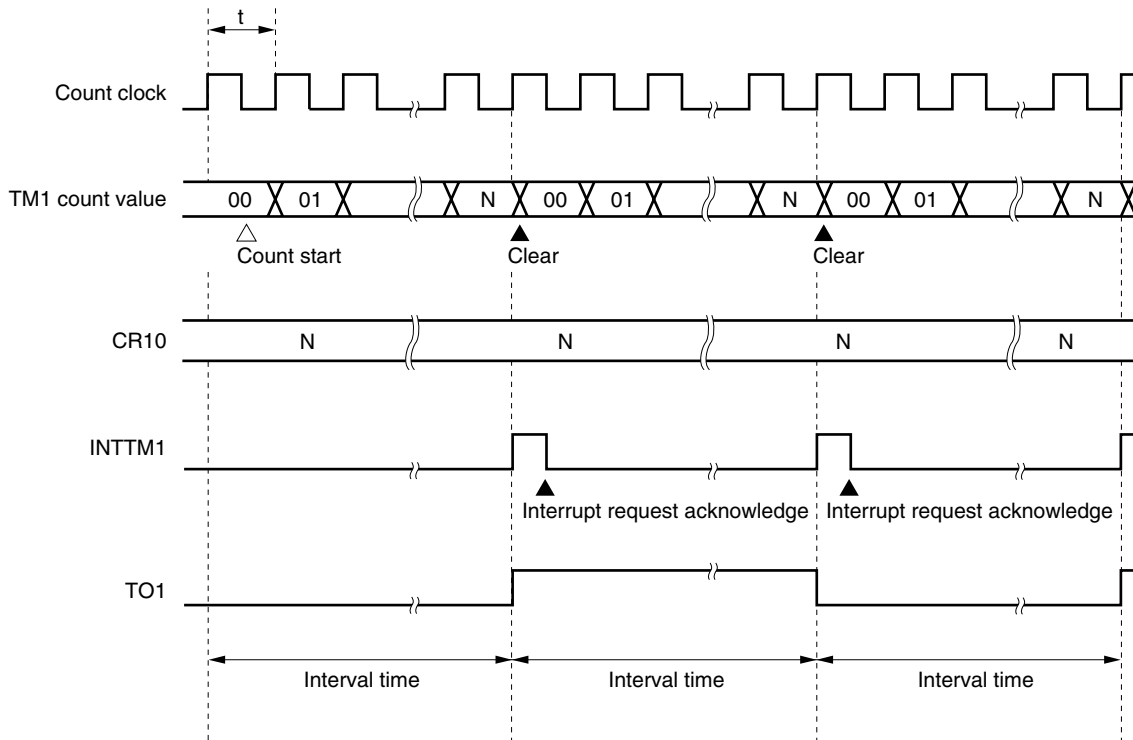 t
Count clock
TM1 count value 00 01 N 00 01 N 00 01 N
Count start Clear Clear
CR10 N N N N
INTTM1
Interrupt request acknowledge Interrupt request acknowledge
TO1
Interval time Interval time Interval time